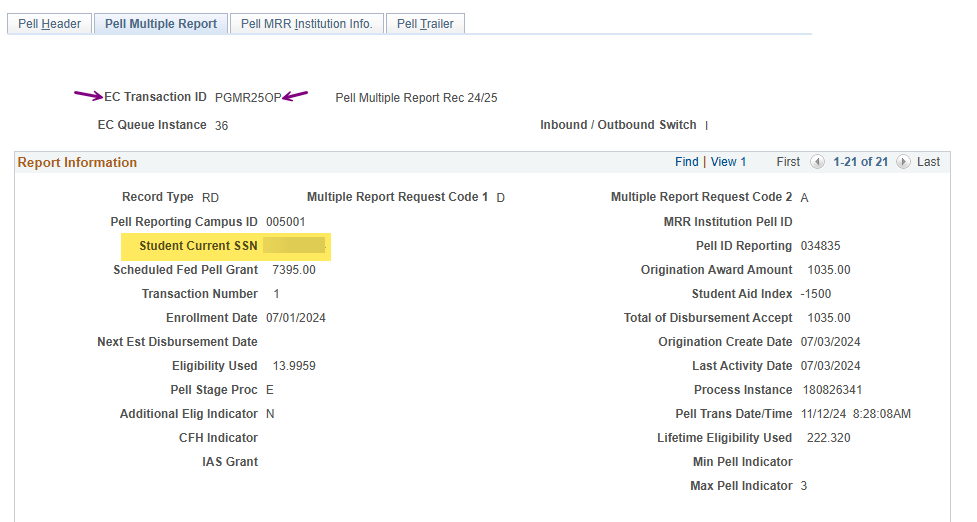 Pell Header Pell Multiple Report Pell MRR Institution Info. Pell Trailer
EC Transaction ID PGMR25OP Pell Multiple Report Rec 24/25
EC Queue Instance 36 Inbound / Outbound Switch I
Report Information Find | View 1 First 1-21 of 21 Last
Record Type RD Multiple Report Request Code 1 D Multiple Report Request Code 2 A
Pell Reporting Campus ID 005001 MRR Institution Pell ID
Student Current SSN Pell ID Reporting 034835
Scheduled Fed Pell Grant 7395.00 Origination Award Amount 1035.00
Transaction Number 1 Student Aid Index -1500
Enrollment Date 07/01/2024 Total of Disbursement Accept 1035.00
Next Est Disbursement Date Origination Create Date 07/03/2024
Eligibility Used 13.9959 Last Activity Date 07/03/2024
Pell Stage Proc E Process Instance 180826341
Additional Elig Indicator N Pell Trans Date/Time 11/12/24 8:28:08AM
CFH Indicator Lifetime Eligibility Used 222.320
IAS Grant Min Pell Indicator
Max Pell Indicator 3